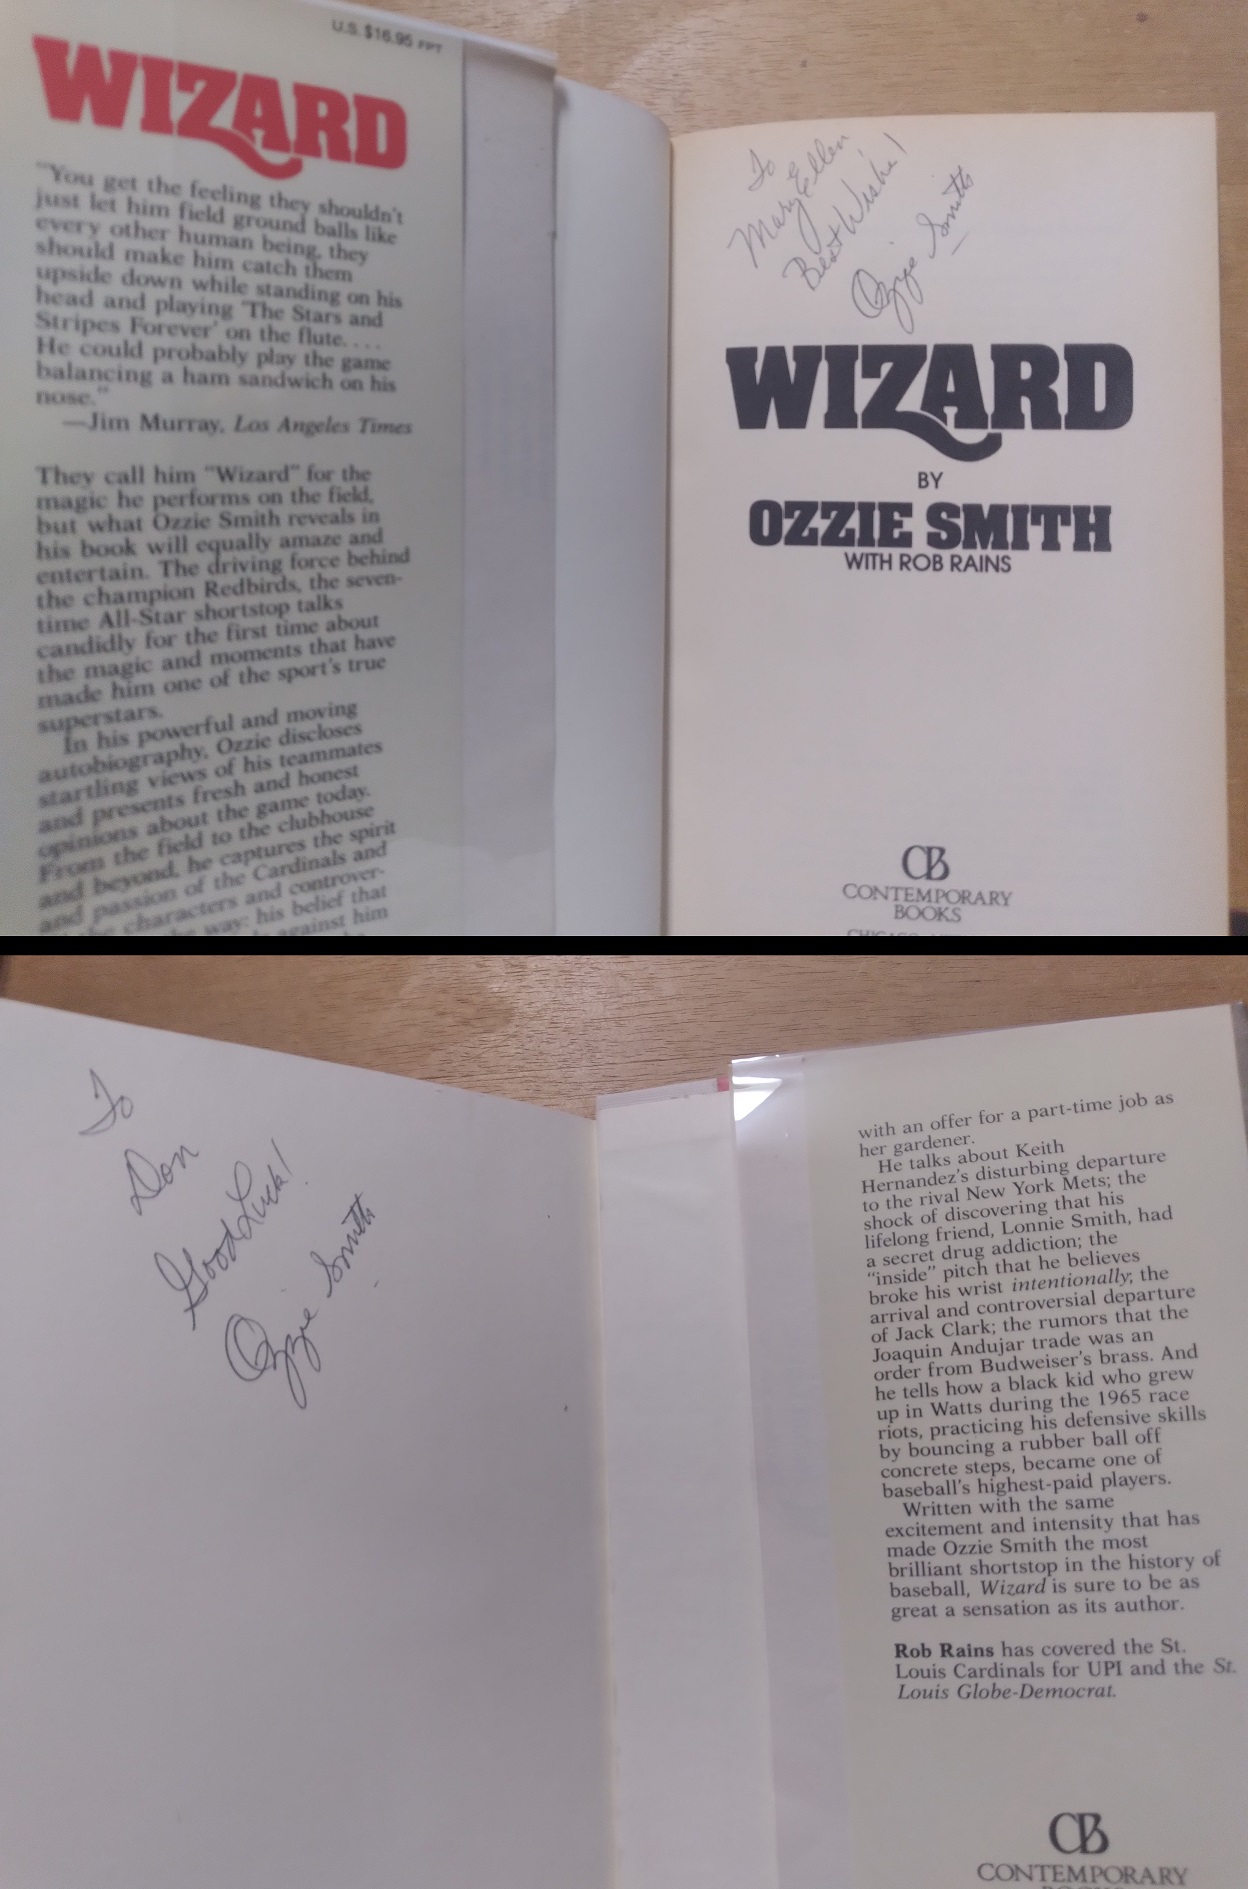 U.S. $16.95 FPT
WIZARD
"You get the feeling they shouldn't
just let him field ground balls like
every other human being, they
should make him catch them
upside down while standing on his
head and playing 'The Stars and
Stripes Forever' on the flute. . . .
He could probably play the game
balancing a ham sandwich on his
nose."
—Jim Murray, Los Angeles Times
They call him "Wizard" for the
magic he performs on the field,
but what Ozzie Smith reveals in
his book will equally amaze and
entertain. The driving force behind
the champion Redbirds, the seven-
time All-Star shortstop talks
candidly for the first time about
the magic and moments that have
made him one of the sport's true
superstars.
In his powerful and moving
autobiography, Ozzie discloses
startling views of his teammates
and presents fresh and honest
opinions about the game today.
From the field to the clubhouse
and beyond, he captures the spirit
and passion of the Cardinals and
the characters and controver-
the way: his belief that
against him
To
Mary Ellen
Best Wishes!
Ozzie Smith
WIZARD
BY
OZZIE SMITH
WITH ROB RAINS
CB
CONTEMPORARY
BOOKS
To
Don
Good Luck!
Ozzie Smith
with an offer for a part-time job as
her gardener.
He talks about Keith
Hernandez's disturbing departure
to the rival New York Mets; the
shock of discovering that his
lifelong friend, Lonnie Smith, had
a secret drug addiction; the
"inside" pitch that he believes
broke his wrist intentionally; the
arrival and controversial departure
of Jack Clark; the rumors that the
Joaquin Andujar trade was an
order from Budweiser's brass. And
he tells how a black kid who grew
up in Watts during the 1965 race
riots, practicing his defensive skills
by bouncing a rubber ball off
concrete steps, became one of
baseball's highest-paid players.
Written with the same
excitement and intensity that has
made Ozzie Smith the most
brilliant shortstop in the history of
baseball, Wizard is sure to be as
great a sensation as its author.
Rob Rains has covered the St.
Louis Cardinals for UPI and the St.
Louis Globe-Democrat.
CB
CONTEMPORARY